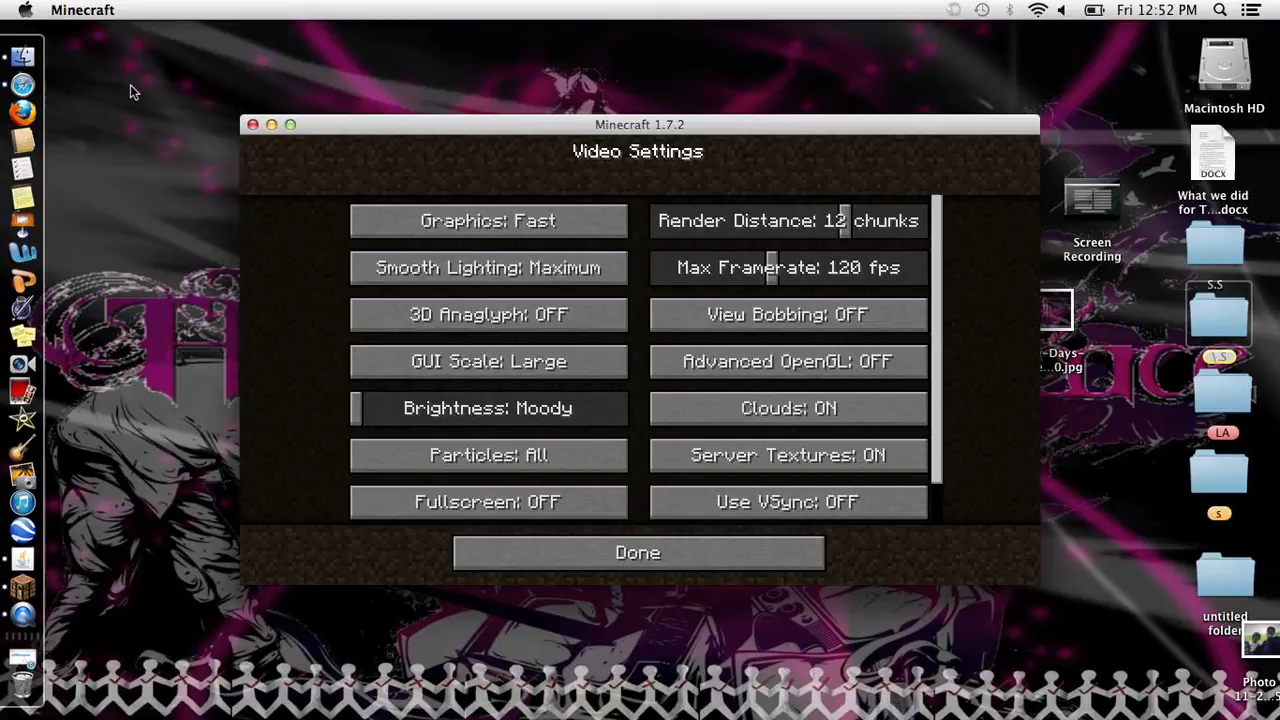 Minecraft
Fri 12:52 PM
Minecraft 1.7.2
Video Settings
Graphics: Fast
Render Distance: 12 chunks
Smooth Lighting: Maximum
Max Framerate: 120 fps
3D Anaglyph: OFF
View Bobbing: OFF
GUI Scale: Large
Advanced OpenGL: OFF
Brightness: Moody
Clouds: ON
Particles: All
Server Textures: ON
Fullscreen: OFF
Use VSync: OFF
Done
Macintosh HD
DOCX
What we did
for T....docx
Screen
Recording
S.S
-Days-
...0.jpg
\.S
LA
s
untitled
folder
Photo